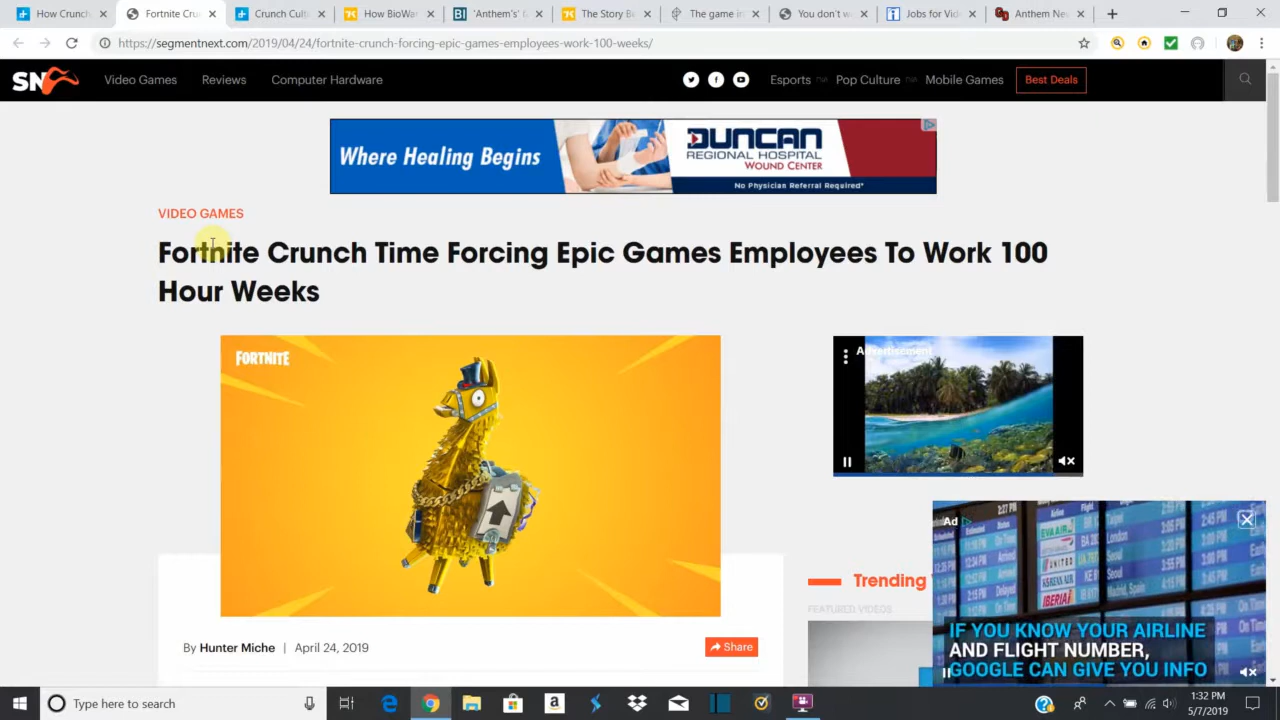 How Crunch
Fortnite Cru
Crunch Cult
How BioWar
'Anthem's' G
The Story Be
The game in
You don't w
Jobs for Vide
Anthem New
https://segmentnext.com/2019/04/24/fortnite-crunch-forcing-epic-games-employees-work-100-weeks/
SN
Video Games
Reviews
Computer Hardware
Esports
Pop Culture
Mobile Games
Best Deals
Where Healing Begins
DUNCAN
REGIONAL HOSPITAL
WOUND CENTER
No Physician Referral Required*
VIDEO GAMES
Fortnite Crunch Time Forcing Epic Games Employees To Work 100
Hour Weeks
FORTNITE
Advertisement
Ad
Trending
FEATURED VIDEOS
IF YOU KNOW YOUR AIRLINE
AND FLIGHT NUMBER,
GOOGLE CAN GIVE YOU INFO
By Hunter Miche | April 24, 2019
Share
Type here to search
1:32 PM
5/7/2019